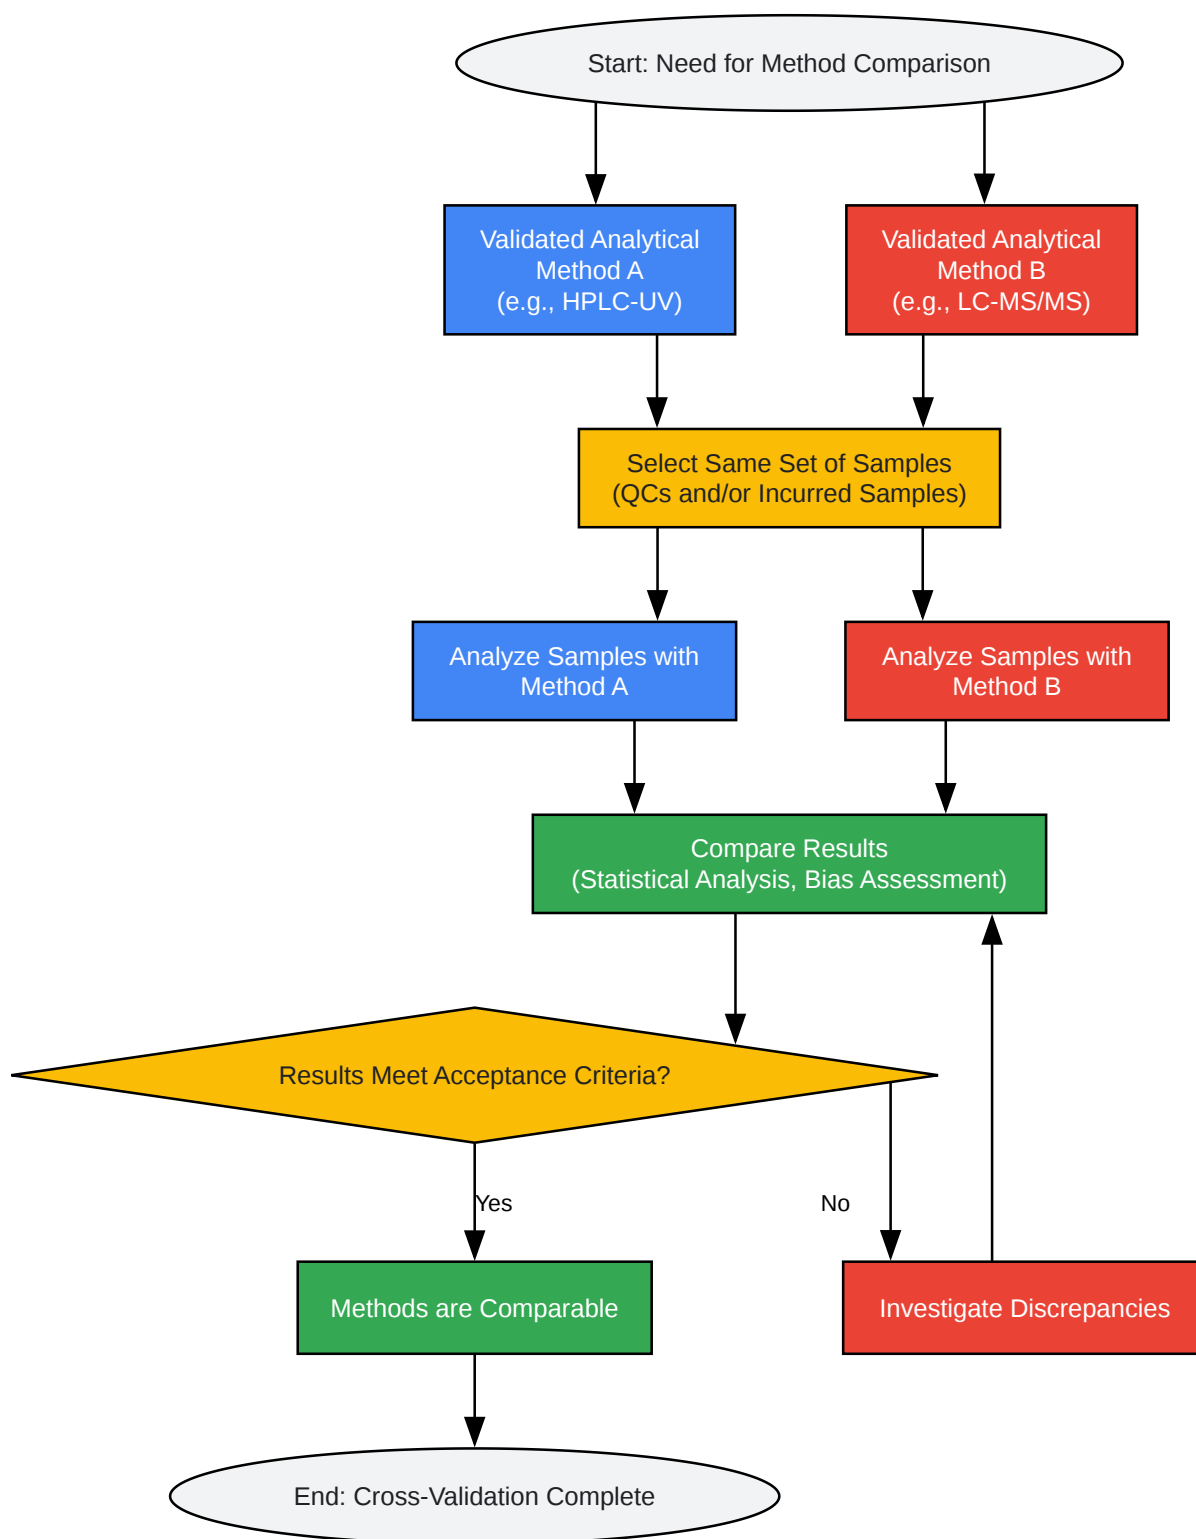 Start: Need for Method Comparison
Validated Analytical
Method A
(e.g., HPLC-UV)
Validated Analytical
Method B
(e.g., LC-MS/MS)
Select Same Set of Samples
(QCs and/or Incurred Samples)
Analyze Samples with
Method A
Analyze Samples with
Method B
Compare Results
(Statistical Analysis, Bias Assessment)
Results Meet Acceptance Criteria?
Yes
No
Methods are Comparable
Investigate Discrepancies
End: Cross-Validation Complete